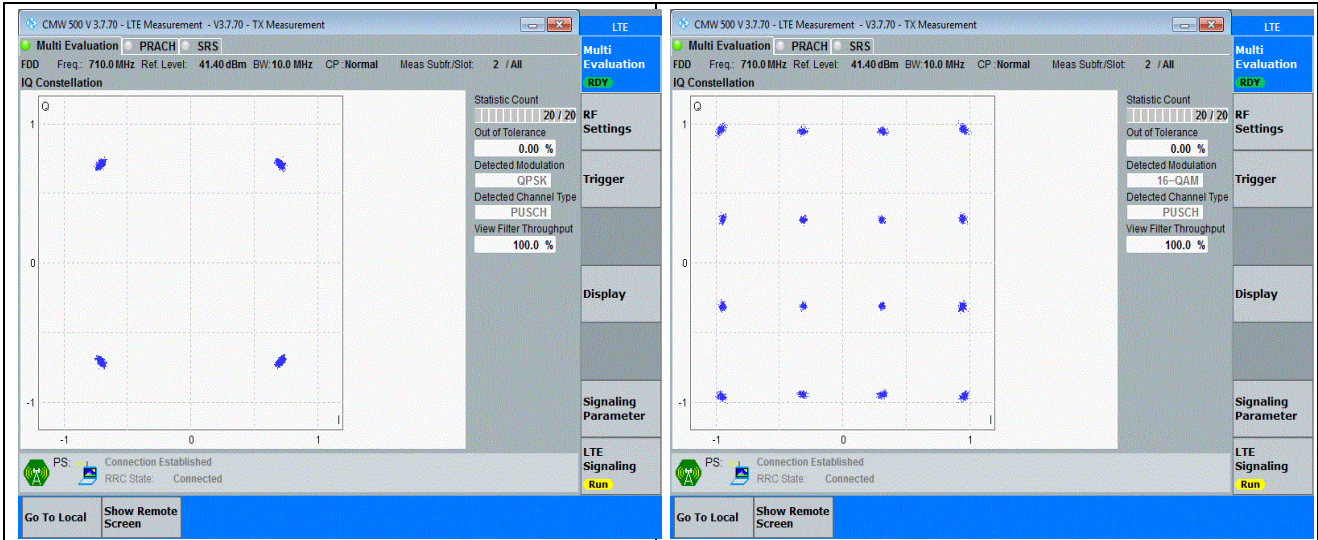 CMW 500 V 3.7.70 - LTE Measurement - V3.7.70 - TX Measurement
LTE
Multi Evaluation PRACH SRS
Multi
Evaluation
RDY
FDD Freq.: 710.0 MHz Ref. Level: 41.40 dBm BW: 10.0 MHz CP : Normal Meas Subfr./Slot: 2 / All
IQ Constellation
Q
1
0
-1
-1 0 1
I
Statistic Count
20 / 20
Out of Tolerance
0.00 %
Detected Modulation
QPSK
Detected Channel Type
PUSCH
View Filter Throughput
100.0 %
RF
Settings
Trigger
Display
Signaling
Parameter
LTE
Signaling
Run
PS: Connection Established
RRC State: Connected
Go To Local
Show Remote
Screen
CMW 500 V 3.7.70 - LTE Measurement - V3.7.70 - TX Measurement
LTE
Multi Evaluation PRACH SRS
Multi
Evaluation
RDY
FDD Freq.: 710.0 MHz Ref. Level: 41.40 dBm BW: 10.0 MHz CP : Normal Meas Subfr./Slot: 2 / All
IQ Constellation
Q
1
0
-1
-1 0 1
I
Statistic Count
20 / 20
Out of Tolerance
0.00 %
Detected Modulation
16-QAM
Detected Channel Type
PUSCH
View Filter Throughput
100.0 %
RF
Settings
Trigger
Display
Signaling
Parameter
LTE
Signaling
Run
PS: Connection Established
RRC State: Connected
Go To Local
Show Remote
Screen